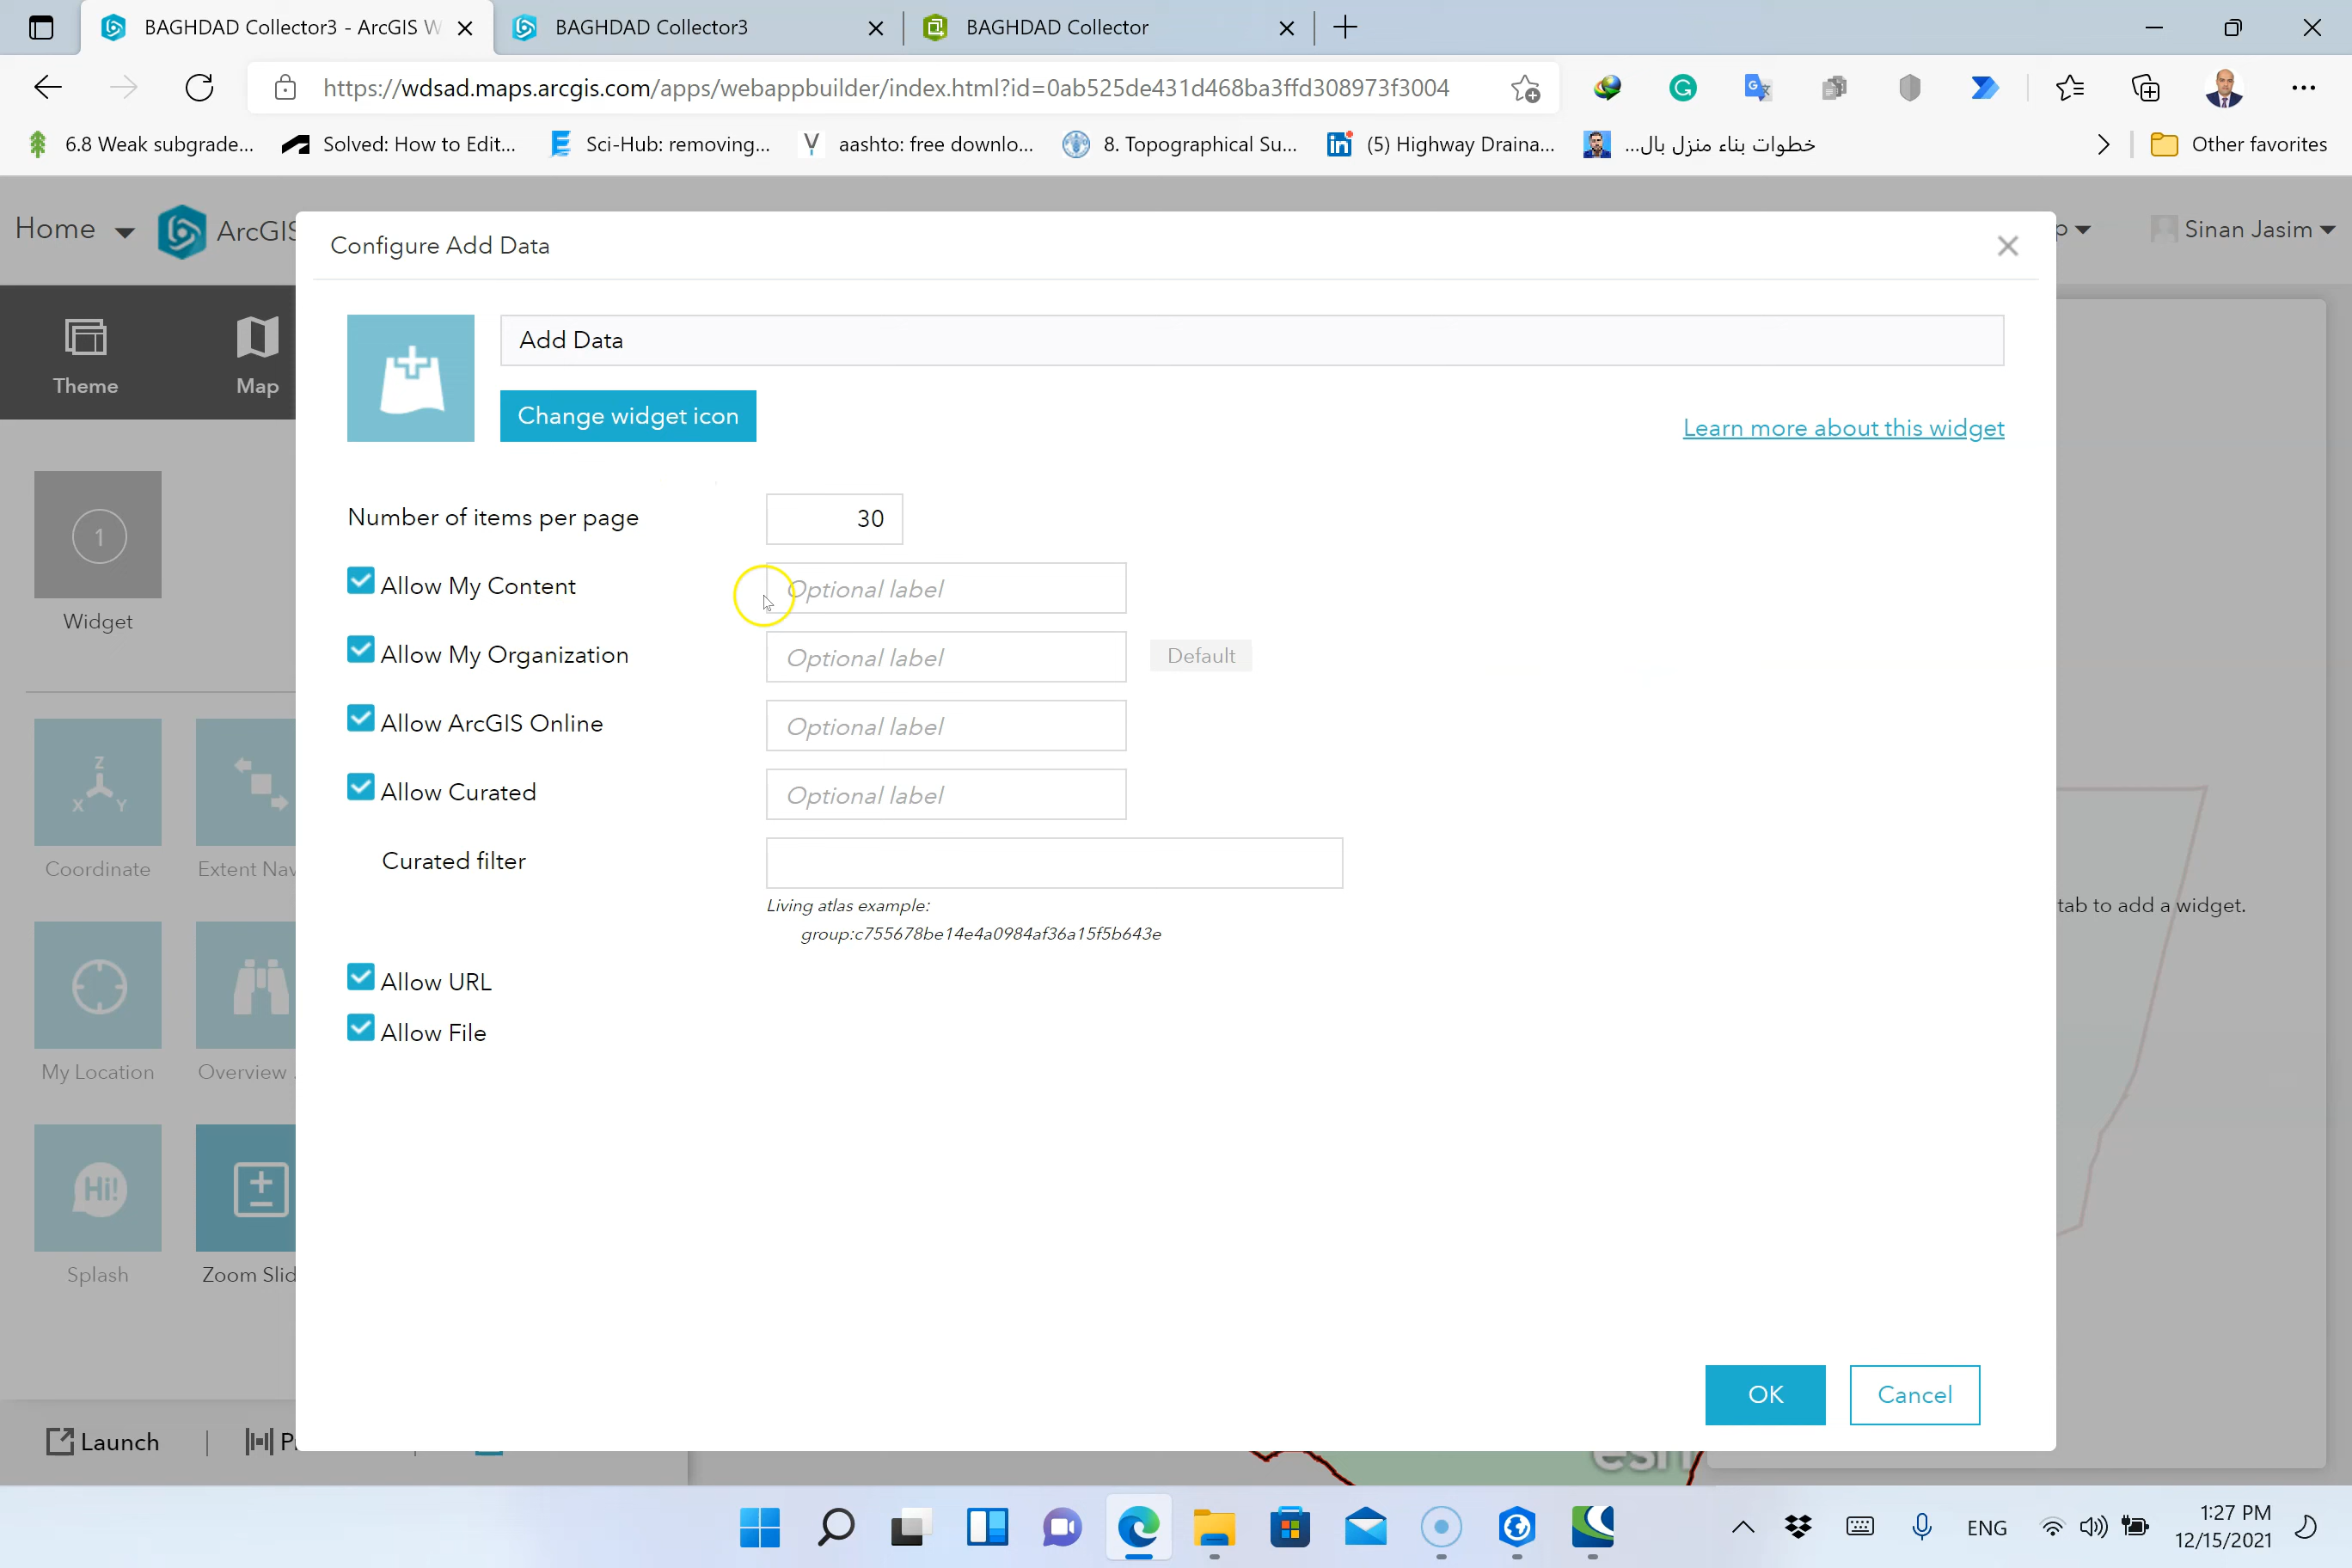 BAGHDAD Collector3 - ArcGIS W
BAGHDAD Collector3
BAGHDAD Collector
https://wdsad.maps.arcgis.com/apps/webappbuilder/index.html?id=0ab525de431d468ba3ffd308973f3004
6.8 Weak subgrade...
Solved: How to Edit...
Sci-Hub: removing...
aashto: free downlo...
8. Topographical Su...
(5) Highway Draina...
خطوات بناء منزل بال...
Other favorites
Home
ArcGIS
p
Sinan Jasim
Configure Add Data
Theme
Map
Add Data
Change widget icon
Learn more about this widget
1
Widget
Number of items per page
30
Allow My Content
Optional label
Allow My Organization
Optional label
Default
Allow ArcGIS Online
Optional label
Allow Curated
Optional label
Curated filter
Living atlas example:
group:c755678be14e4a0984af36a15f5b643e
Allow URL
Allow File
Z
X
Y
Coordinate
Extent Nav
tab to add a widget.
My Location
Overview .
Hi!
Splash
Zoom Slid
OK
Cancel
Launch
P
esri
ENG
1:27 PM
12/15/2021